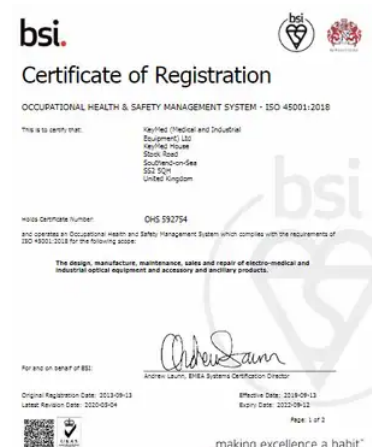 bsi.
bsi
Certificate of Registration
OCCUPATIONAL HEALTH & SAFETY MANAGEMENT SYSTEM - ISO 45001:2018
This is to certify that:
KeyMed (Medical and Industrial
Equipment) Ltd
KeyMed House
Stock Road
Southend-on-Sea
SS2 5QH
United Kingdom
bsi
Holds Certificate Number:
OHS 592754
and operates an Occupational Health and Safety Management System which complies with the requirements of
ISO 45001:2018 for the following scope:
The design, manufacture, maintenance, sales and repair of electro-medical and
industrial optical equipment and accessory and ancillary products.
For and on behalf of BSI:
Andrew Launn, EMEA Systems Certification Director
Original Registration Date: 2013-09-13
Effective Date: 2019-09-13
Latest Revision Date: 2020-03-04
Expiry Date: 2022-09-12
Page: 1 of 2
UKAS
making excellence a habit